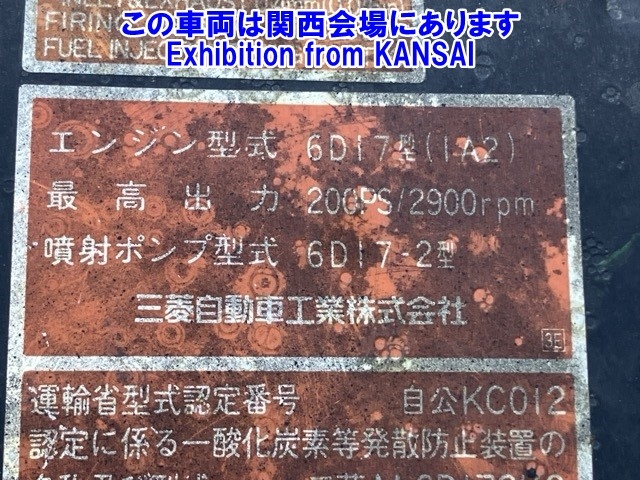 この車両は関西会場にあります
Exhibition from KANSAI
FIRING
FUEL INJEC
エンジン型式 6D17型(1A2)
最高出力 200PS/2900rpm
噴射ポンプ型式 6D17-2型
三菱自動車工業株式会社
3E
運輸省型式認定番号 自公KC012
認定に係る一酸化炭素等発散防止装置の